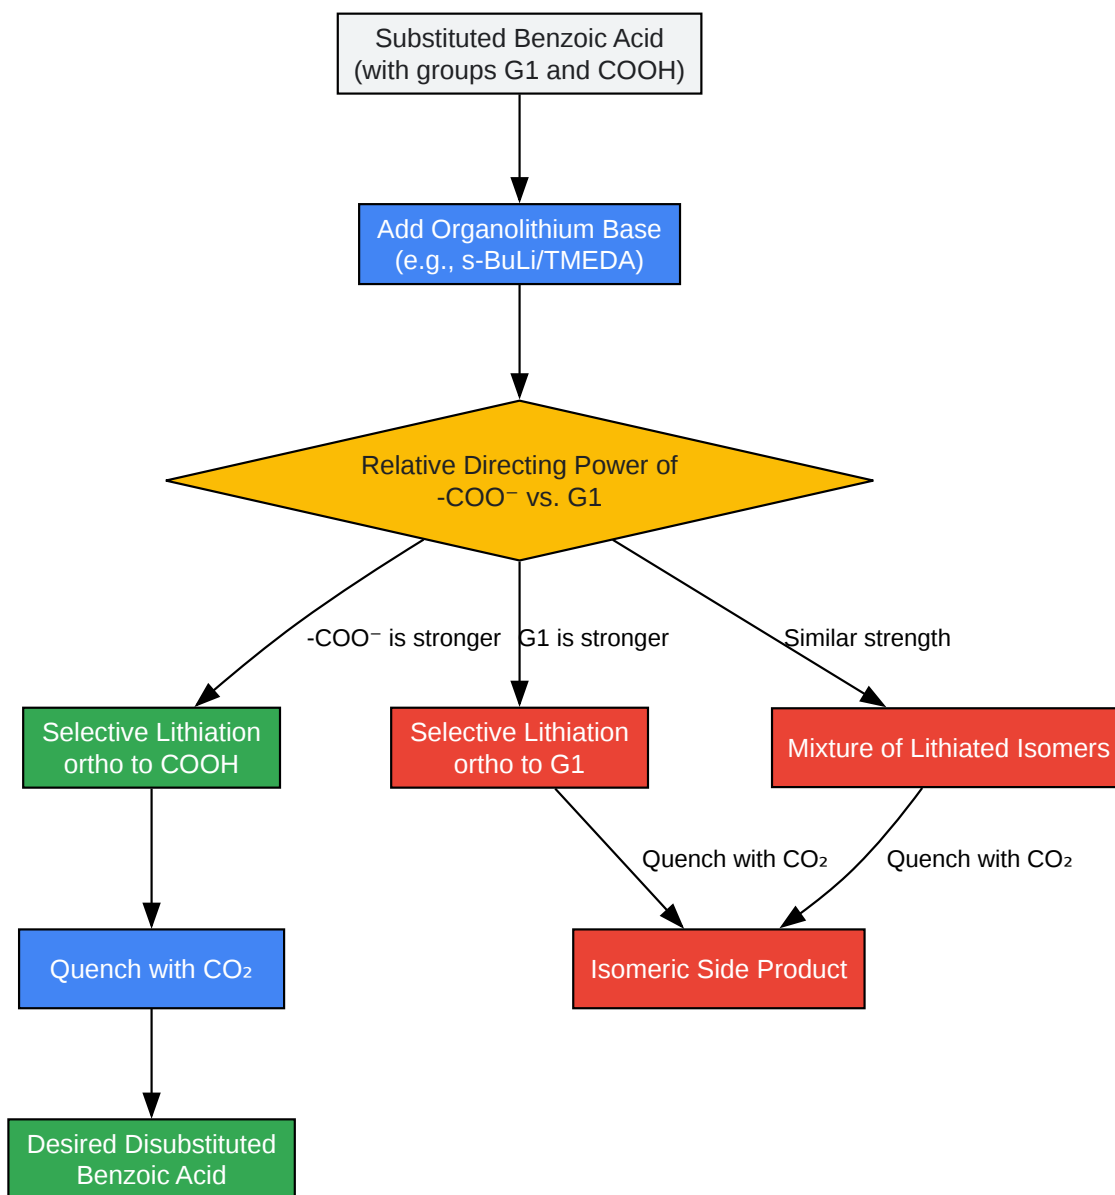 Substituted Benzoic Acid
(with groups G1 and COOH)
Add Organolithium Base
(e.g., s-BuLi/TMEDA)
Relative Directing Power of
-COO⁻ vs. G1
-COO⁻ is stronger
G1 is stronger
Similar strength
Selective Lithiation
ortho to COOH
Selective Lithiation
ortho to G1
Mixture of Lithiated Isomers
Quench with CO₂
Quench with CO₂
Quench with CO₂
Isomeric Side Product
Desired Disubstituted
Benzoic Acid